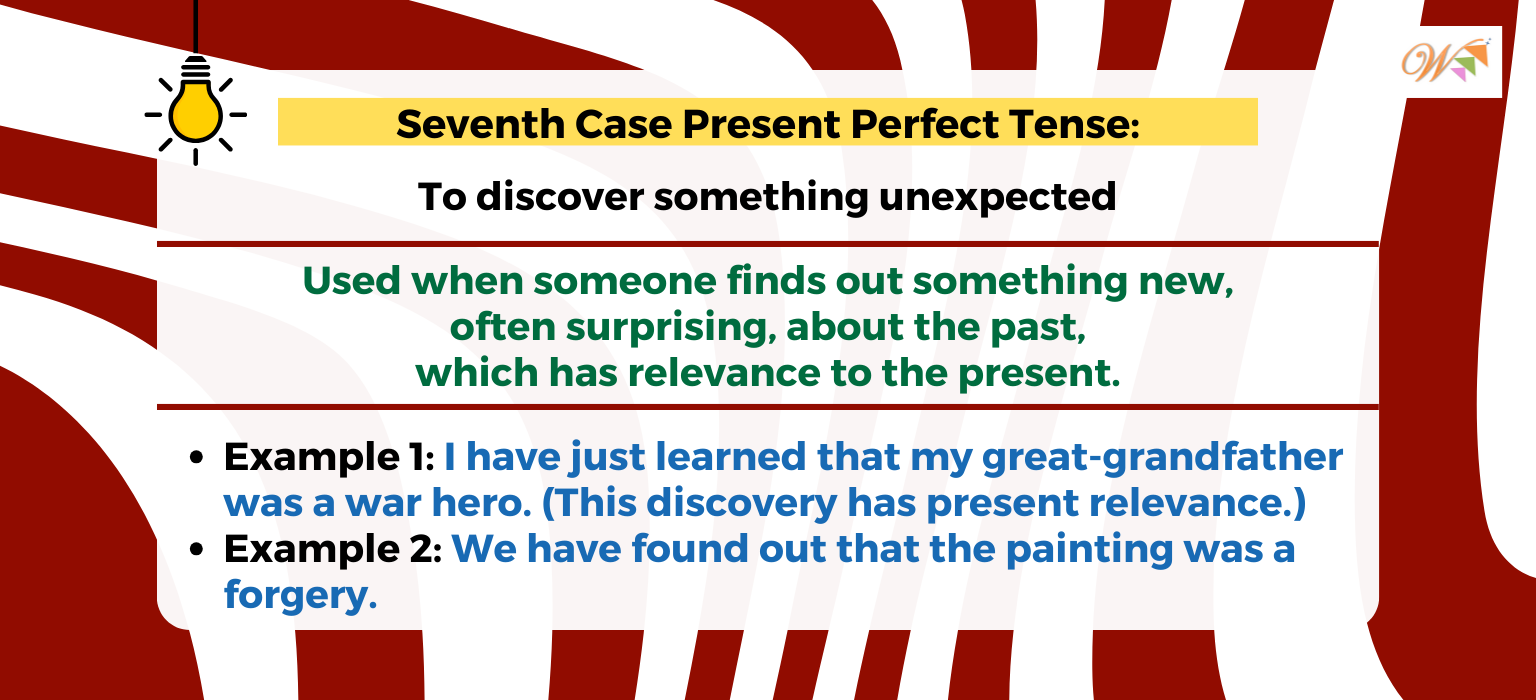 W
Seventh Case Present Perfect Tense:
To discover something unexpected
Used when someone finds out something new,
often surprising, about the past,
which has relevance to the present.
• Example 1: I have just learned that my great-grandfather
was a war hero. (This discovery has present relevance.)
• Example 2: We have found out that the painting was a
forgery.